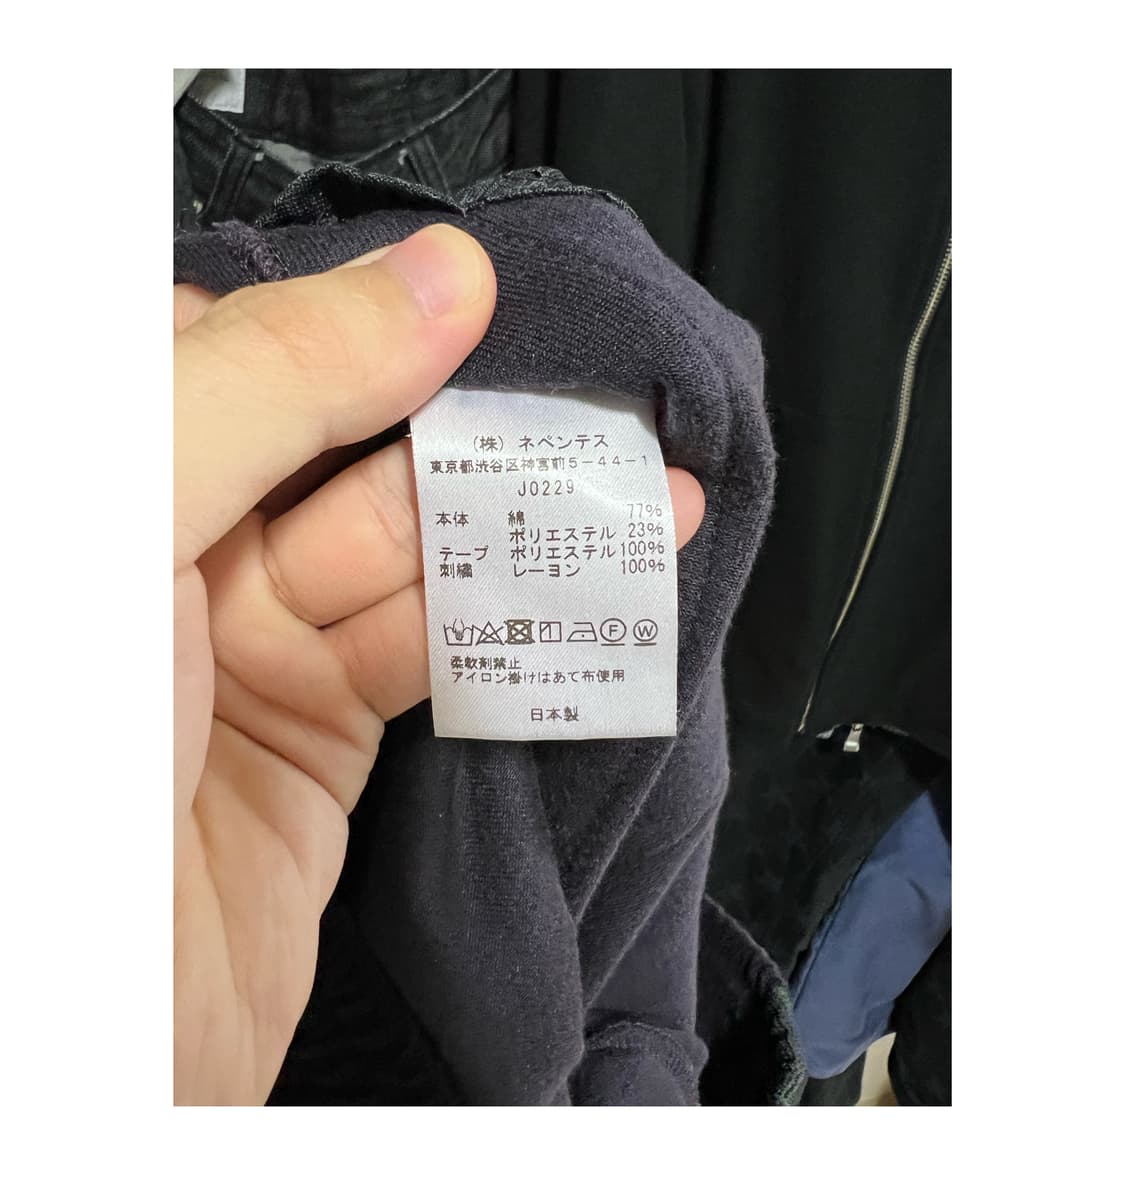 (株) ネペンテス
東京都渋谷区神宮前5-44-1
J0229
本体 綿 77%
ポリエステル 23%
テープ ポリエステル 100%
刺繍 レーヨン 100%
F W
柔軟剤禁止
アイロン掛けはあて布使用
日本製